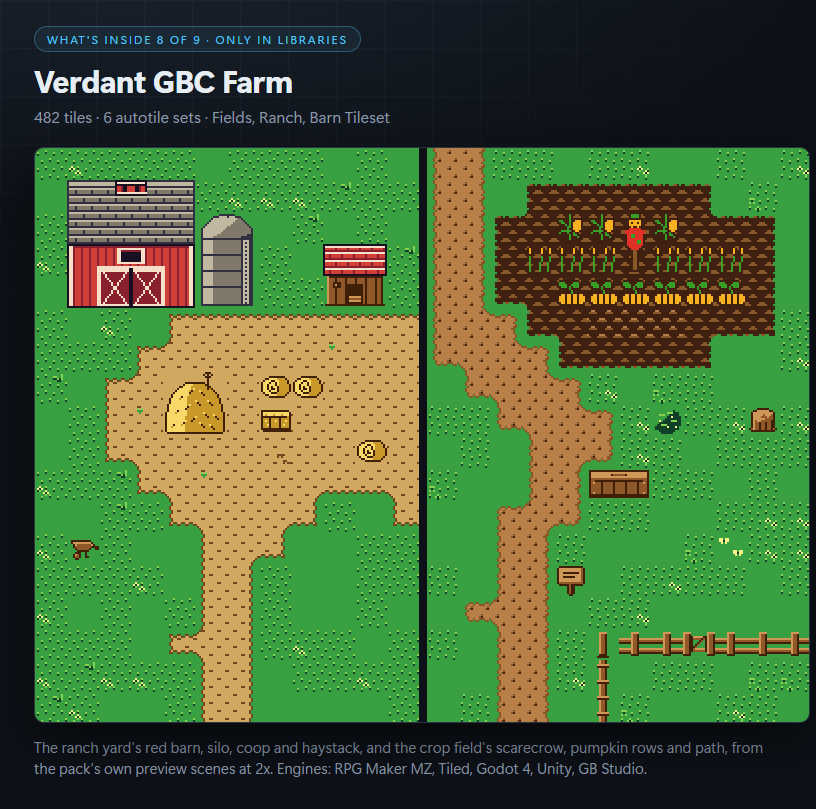 WHAT'S INSIDE 8 OF 9 · ONLY IN LIBRARIES
Verdant GBC Farm
482 tiles · 6 autotile sets · Fields, Ranch, Barn Tileset
The ranch yard's red barn, silo, coop and haystack, and the crop field's scarecrow, pumpkin rows and path, from
the pack's own preview scenes at 2x. Engines: RPG Maker MZ, Tiled, Godot 4, Unity, GB Studio.